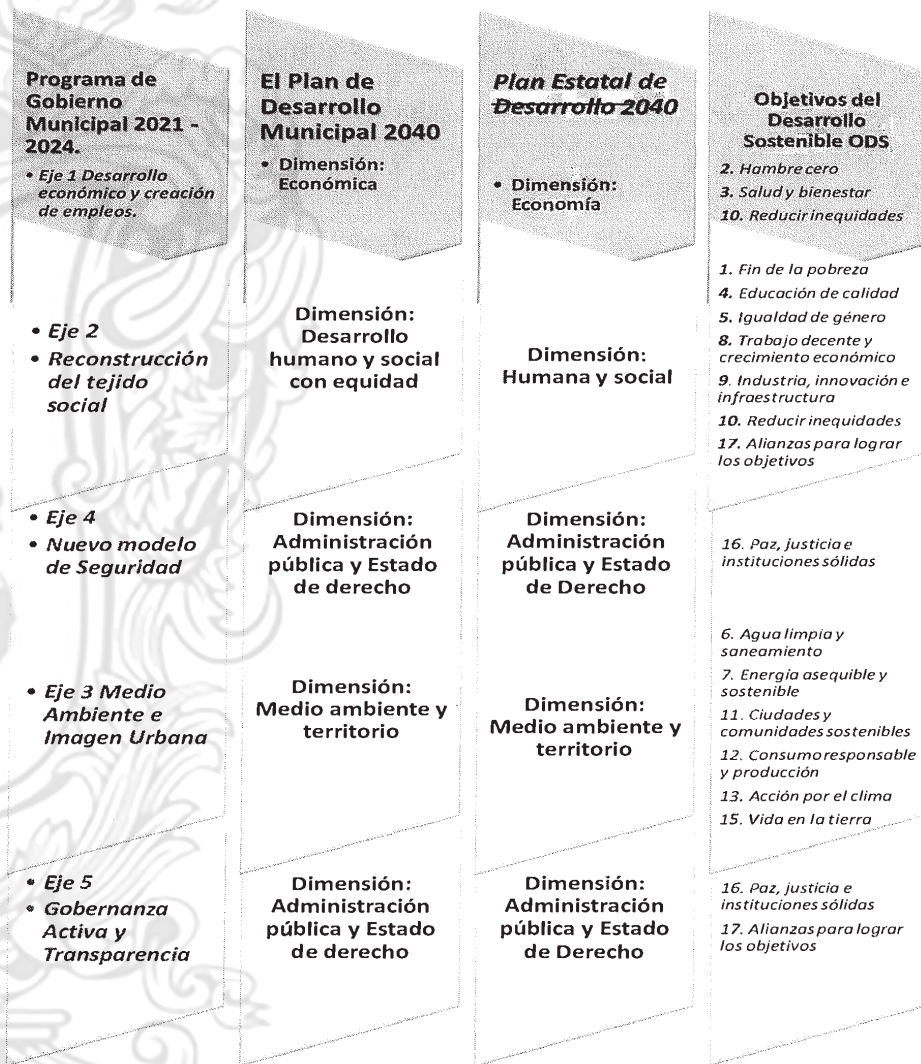 Programa de
Gobierno
Municipal 2021 -
2024.
• Eje 1 Desarrollo
económico y creación
de empleos.
El Plan de
Desarrollo
Municipal 2040
• Dimensión:
Económica
Plan Estatal de
Desarrollo 2040
• Dimensión:
Economía
Objetivos del
Desarrollo
Sostenible ODS
2. Hambre cero
3. Salud y bienestar
10. Reducir inequidades
• Eje 2
• Reconstrucción
del tejido
social
Dimensión:
Desarrollo
humano y social
con equidad
Dimensión:
Humana y social
1. Fin de la pobreza
4. Educación de calidad
5. Igualdad de género
8. Trabajo decente y
crecimiento económico
9. Industria, innovación e
infraestructura
10. Reducir inequidades
17. Alianzas para lograr
los objetivos
• Eje 4
• Nuevo modelo
de Seguridad
Dimensión:
Administración
pública y Estado
de derecho
Dimensión:
Administración
pública y Estado
de Derecho
16. Paz, justicia e
instituciones sólidas
• Eje 3 Medio
Ambiente e
Imagen Urbana
Dimensión:
Medio ambiente y
territorio
Dimensión:
Medio ambiente y
territorio
6. Agua limpia y
saneamiento
7. Energía asequible y
sostenible
11. Ciudades y
comunidades sostenibles
12. Consumo responsable
y producción
13. Acción por el clima
15. Vida en la tierra
• Eje 5
• Gobernanza
Activa y
Transparencia
Dimensión:
Administración
pública y Estado
de derecho
Dimensión:
Administración
pública y Estado
de Derecho
16. Paz, justicia e
instituciones sólidas
17. Alianzas para lograr
los objetivos